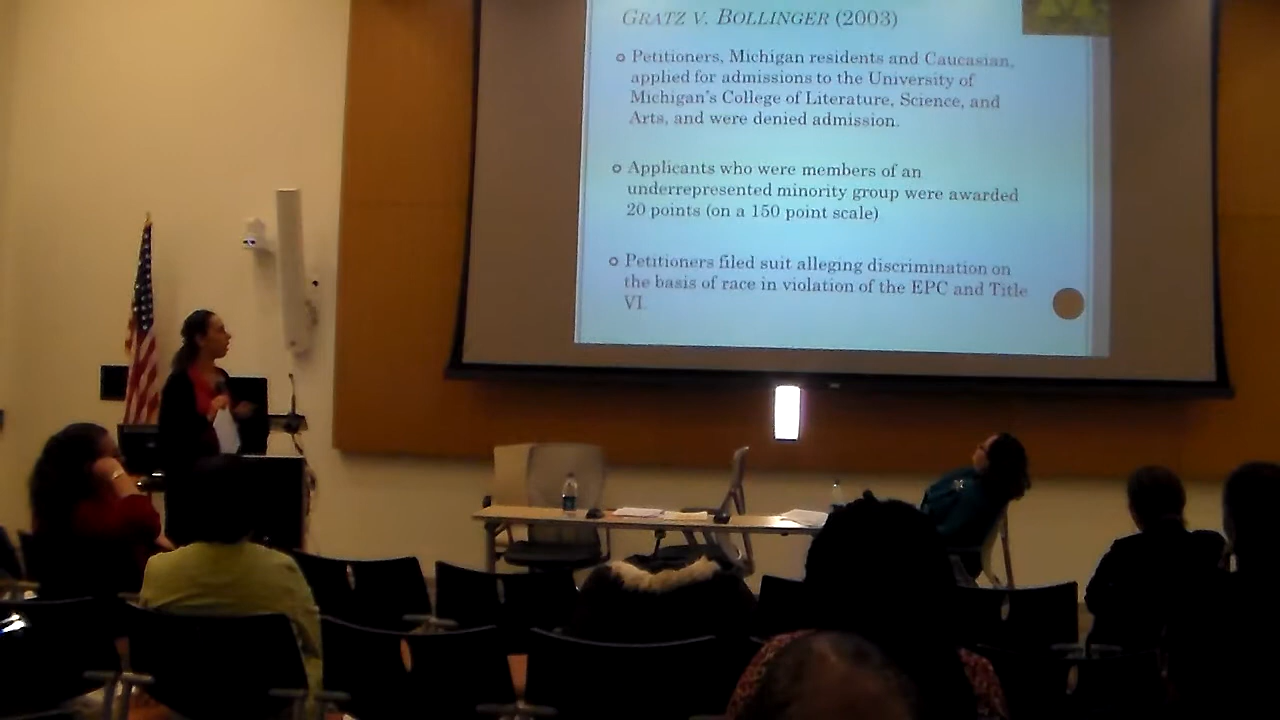 GRATZ V. BOLLINGER (2003)
Petitioners, Michigan residents and Caucasian,
applied for admissions to the University of
Michigan's College of Literature, Science, and
Arts, and were denied admission.
Applicants who were members of an
underrepresented minority group were awarded
20 points (on a 150 point scale)
Petitioners filed suit alleging discrimination on
the basis of race in violation of the EPC and Title
VI.